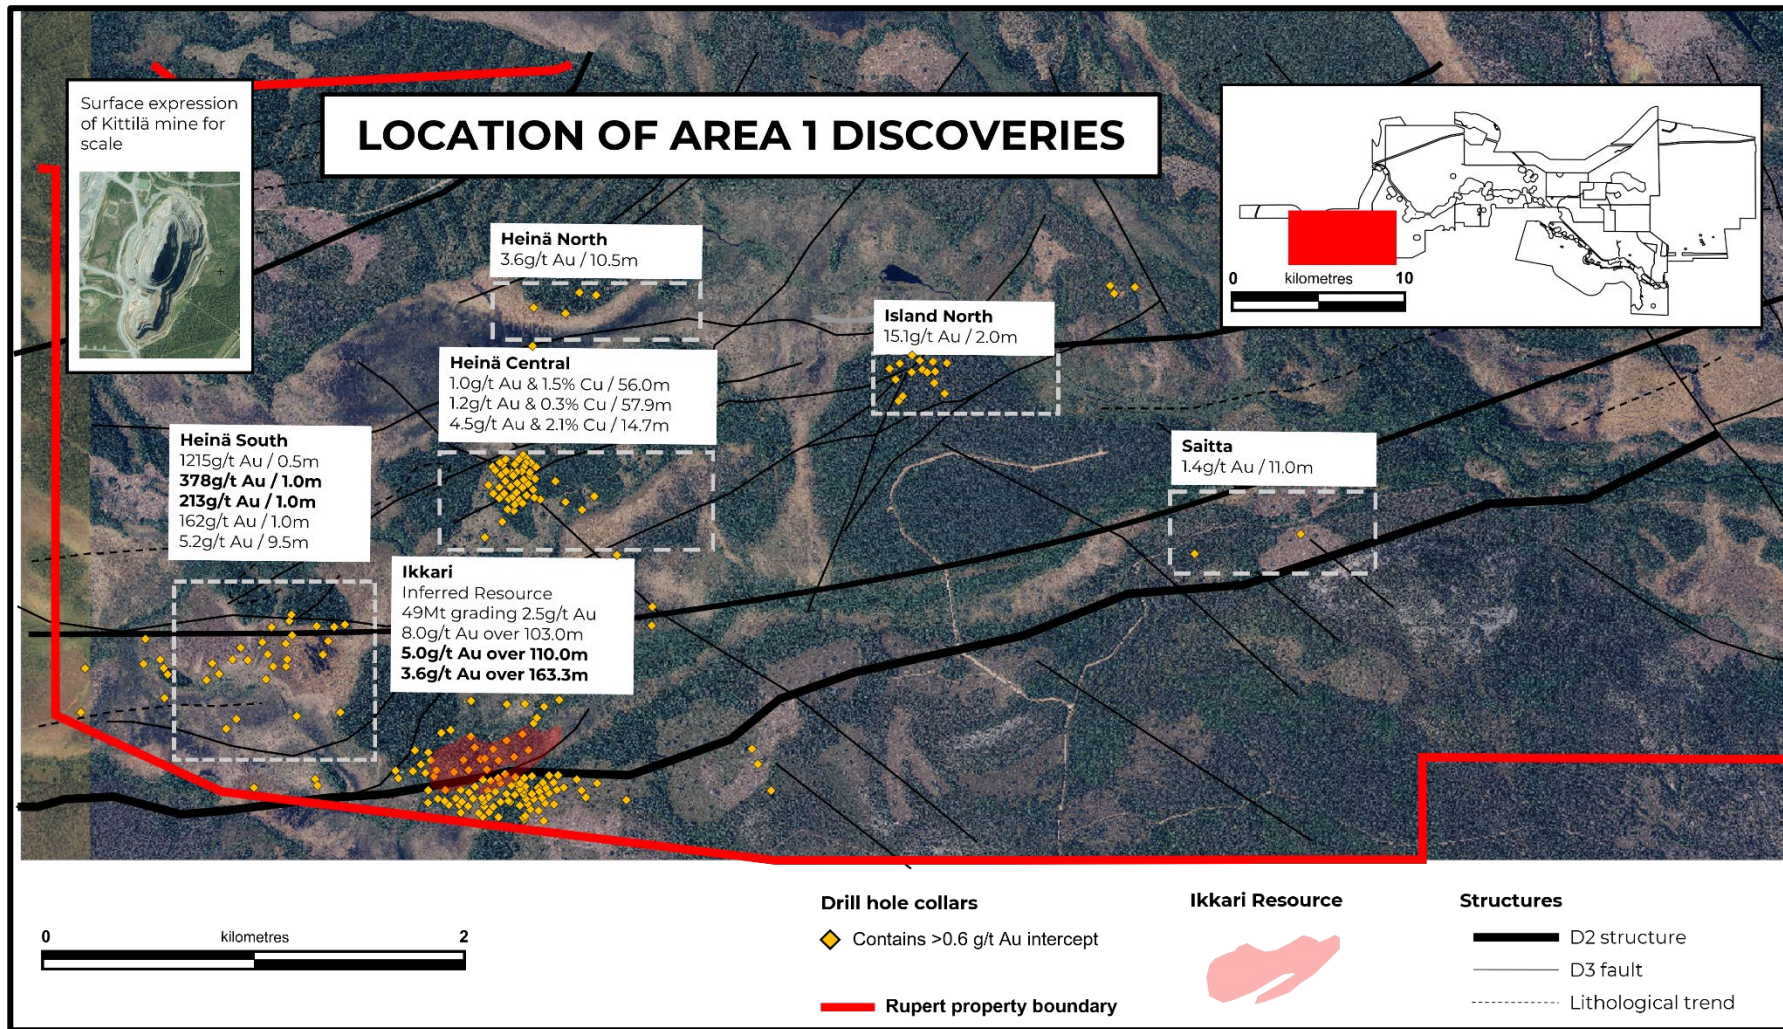 LOCATION OF AREA 1 DISCOVERIES
Surface expression
of Kittilä mine for
scale
0 kilometres 10
Heinä North
3.6g/t Au / 10.5m
Island North
15.1g/t Au / 2.0m
Heinä Central
1.0g/t Au & 1.5% Cu / 56.0m
1.2g/t Au & 0.3% Cu / 57.9m
4.5g/t Au & 2.1% Cu / 14.7m
Heinä South
1215g/t Au / 0.5m
378g/t Au / 1.0m
213g/t Au / 1.0m
162g/t Au / 1.0m
5.2g/t Au / 9.5m
Saitta
1.4g/t Au / 11.0m
Ikkari
Inferred Resource
49Mt grading 2.5g/t Au
8.0g/t Au over 103.0m
5.0g/t Au over 110.0m
3.6g/t Au over 163.3m
0 kilometres 2
Drill hole collars
Contains >0.6 g/t Au intercept
Rupert property boundary
Ikkari Resource
Structures
D2 structure
D3 fault
Lithological trend